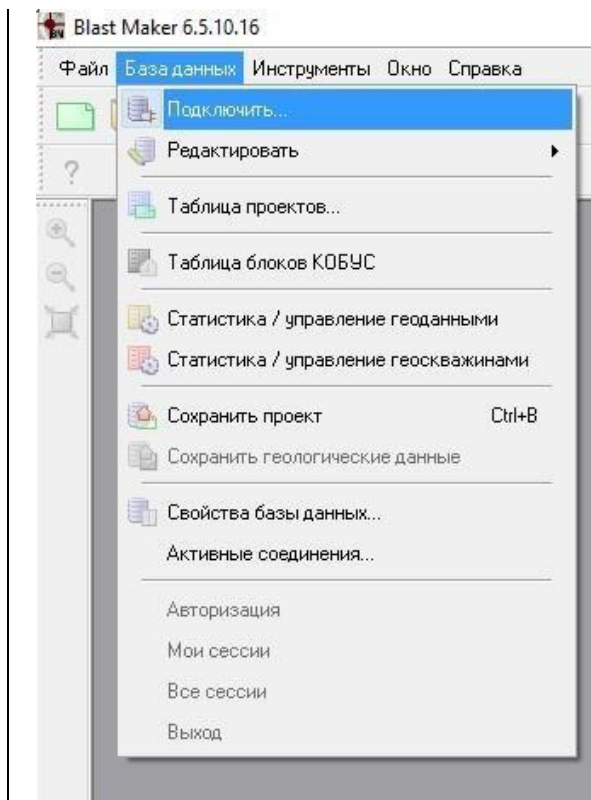 Blast Maker 6.5.10.16
Файл База данных Инструменты Окно Справка
Подключить...
Редактировать
?
Таблица проектов...
Таблица блоков КОБУС
Статистика / управление геоданными
Статистика / управление геоскважинами
Сохранить проект Ctrl+B
Сохранить геологические данные
Свойства базы данных...
Активные соединения...
Авторизация
Мои сессии
Все сессии
Выход